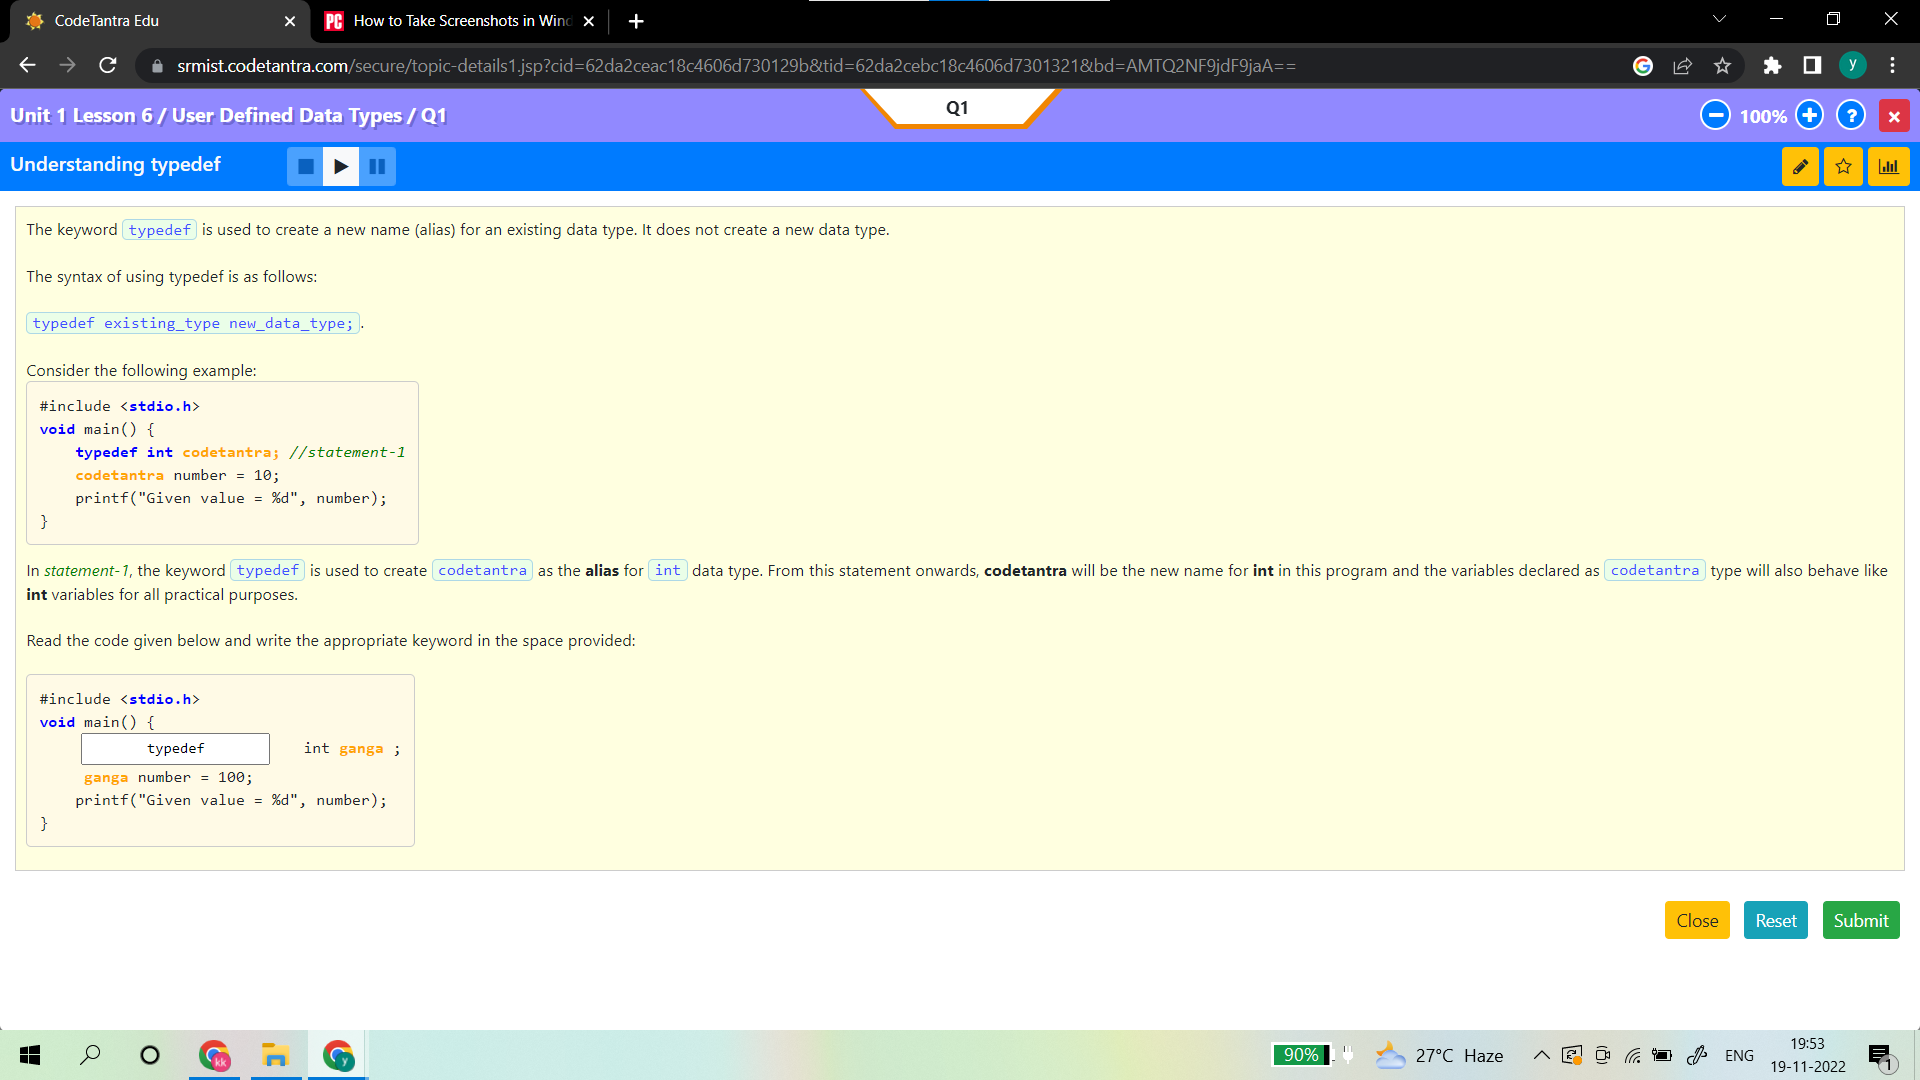 CodeTantra Edu
How to Take Screenshots in Wind
srmist.codetantra.com/secure/topic-details1.jsp?cid=62da2ceac18c4606d730129b&tid=62da2cebc18c4606d7301321&bd=AMTQ2NF9jdF9jaA==
y
Unit 1 Lesson 6 / User Defined Data Types / Q1
Q1
100%
?
Understanding typedef
The keyword typedef is used to create a new name (alias) for an existing data type. It does not create a new data type.
The syntax of using typedef is as follows:
typedef existing_type new_data_type; .
Consider the following example:
#include <stdio.h>
void main() {
typedef int codetantra; //statement-1
codetantra number = 10;
printf("Given value = %d", number);
}
In statement-1, the keyword typedef is used to create codetantra as the alias for int data type. From this statement onwards, codetantra will be the new name for int in this program and the variables declared as codetantra type will also behave like
int variables for all practical purposes.
Read the code given below and write the appropriate keyword in the space provided:
#include <stdio.h>
void main() {
typedef int ganga ;
ganga number = 100;
printf("Given value = %d", number);
}
Close Reset Submit
kk
y
90%
27°C Haze
ENG
19:53
19-11-2022
1